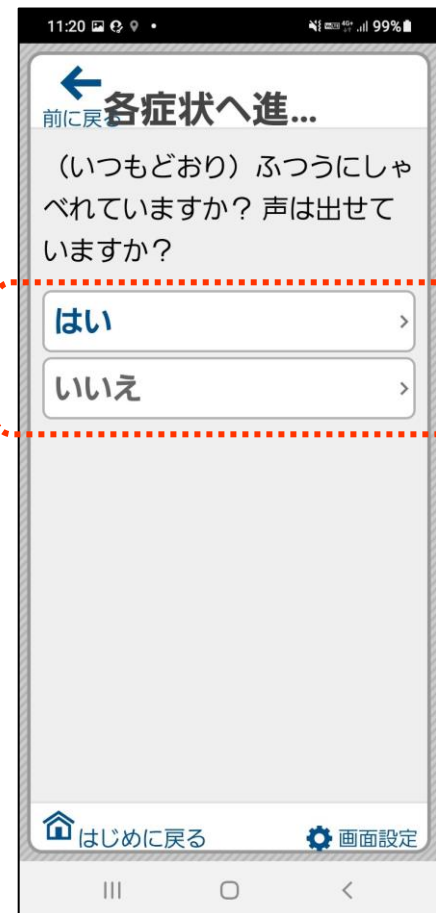 11:20 99%
前に戻る
各症状へ進...
(いつもどおり)ふつうにしゃ
べれていますか? 声は出せて
いますか?
はい
いいえ
はじめに戻る 画面設定